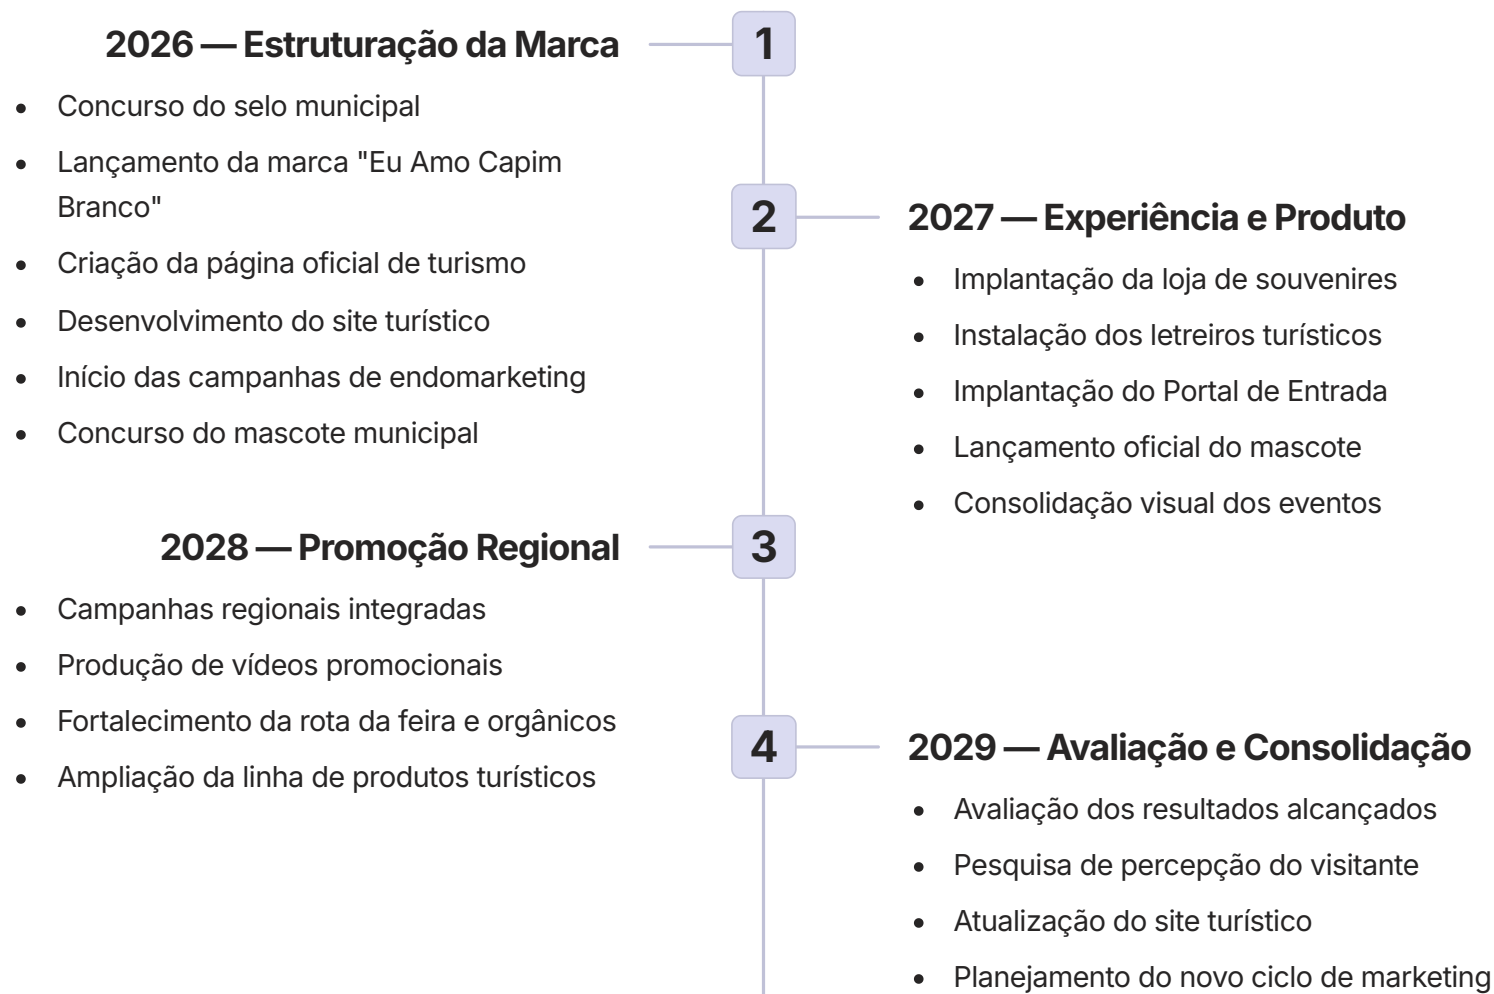 1
2026 — Estruturação da Marca
• Concurso do selo municipal
• Lançamento da marca "Eu Amo Capim
Branco"
• Criação da página oficial de turismo
• Desenvolvimento do site turístico
• Início das campanhas de endomarketing
• Concurso do mascote municipal
2
2027 — Experiência e Produto
• Implantação da loja de souvenires
• Instalação dos letreiros turísticos
• Implantação do Portal de Entrada
• Lançamento oficial do mascote
• Consolidação visual dos eventos
3
2028 — Promoção Regional
• Campanhas regionais integradas
• Produção de vídeos promocionais
• Fortalecimento da rota da feira e orgânicos
• Ampliação da linha de produtos turísticos
4
2029 — Avaliação e Consolidação
• Avaliação dos resultados alcançados
• Pesquisa de percepção do visitante
• Atualização do site turístico
• Planejamento do novo ciclo de marketing